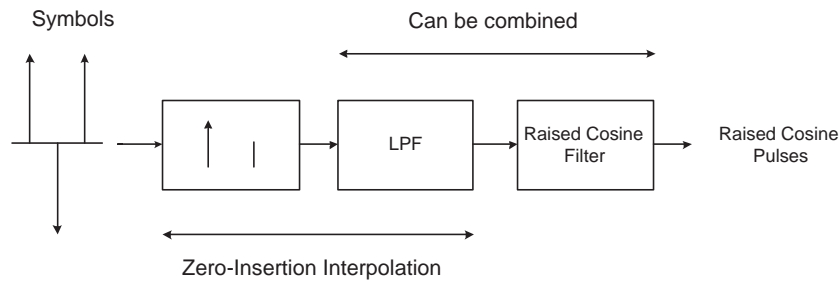 Symbols
Can be combined
LPF
Raised Cosine
Filter
Raised Cosine
Pulses
Zero-Insertion Interpolation